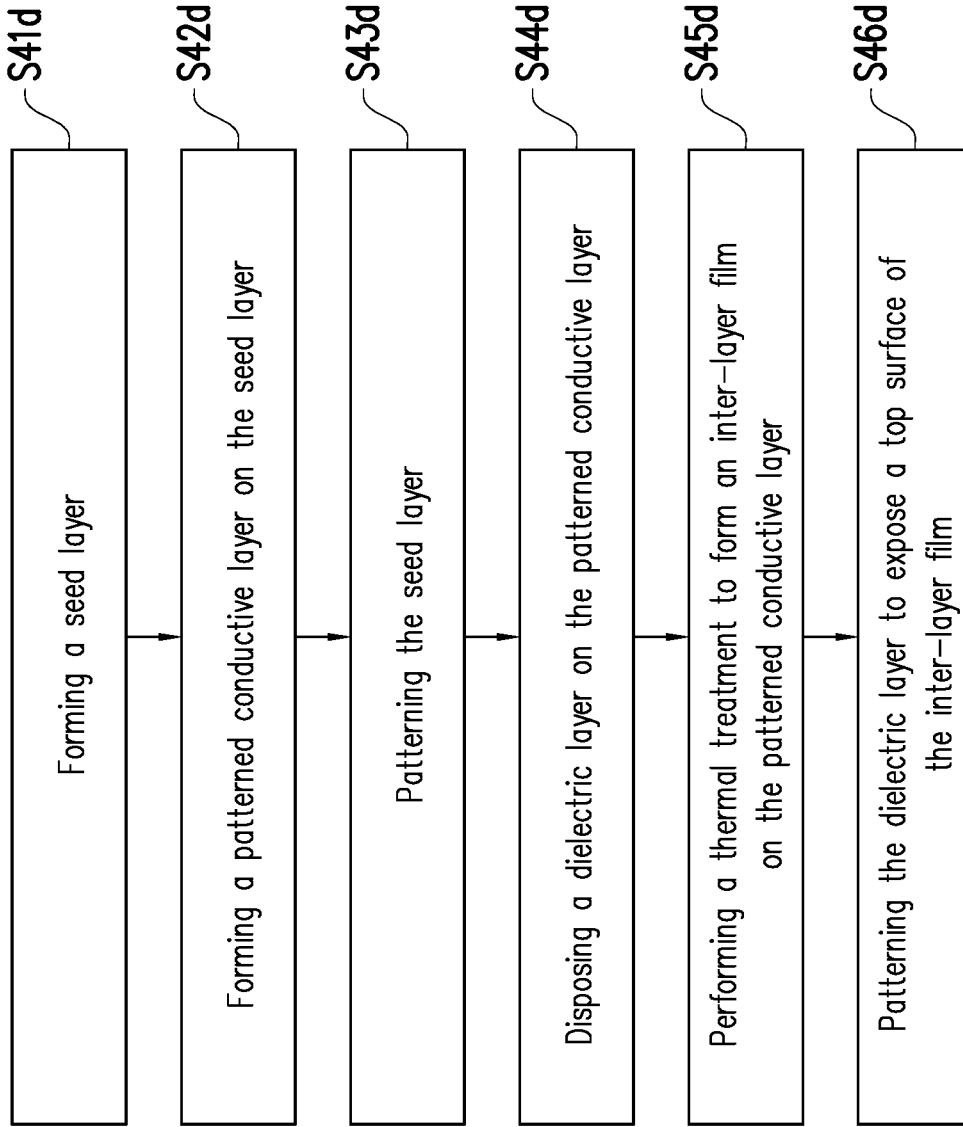 Forming a seed layer
S41d
Forming a patterned conductive layer on the seed layer
S42d
Patterning the seed layer
S43d
Disposing a dielectric layer on the patterned conductive layer
S44d
Performing a thermal treatment to form an inter-layer film
on the patterned conductive layer
S45d
Patterning the dielectric layer to expose a top surface of
the inter-layer film
S46d